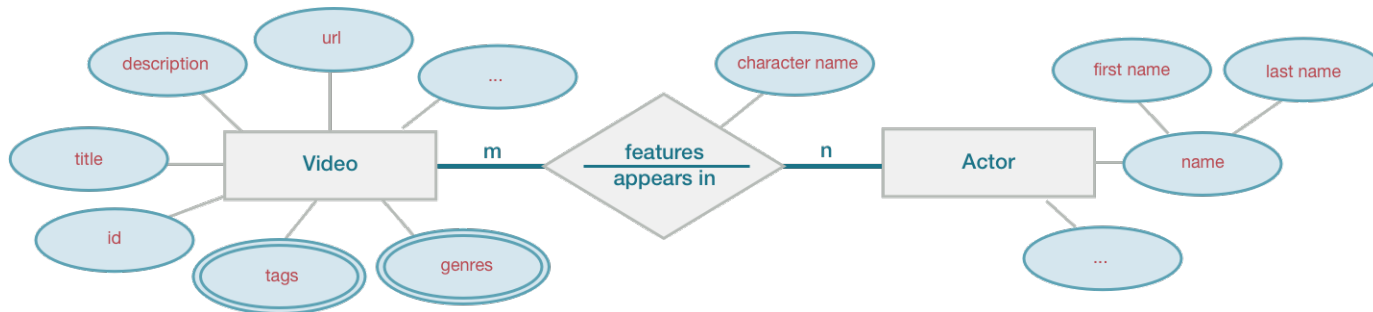 url
description
...
title
Video
id
tags
genres
m
character name
features
appears in
n
Actor
first name
last name
name
...